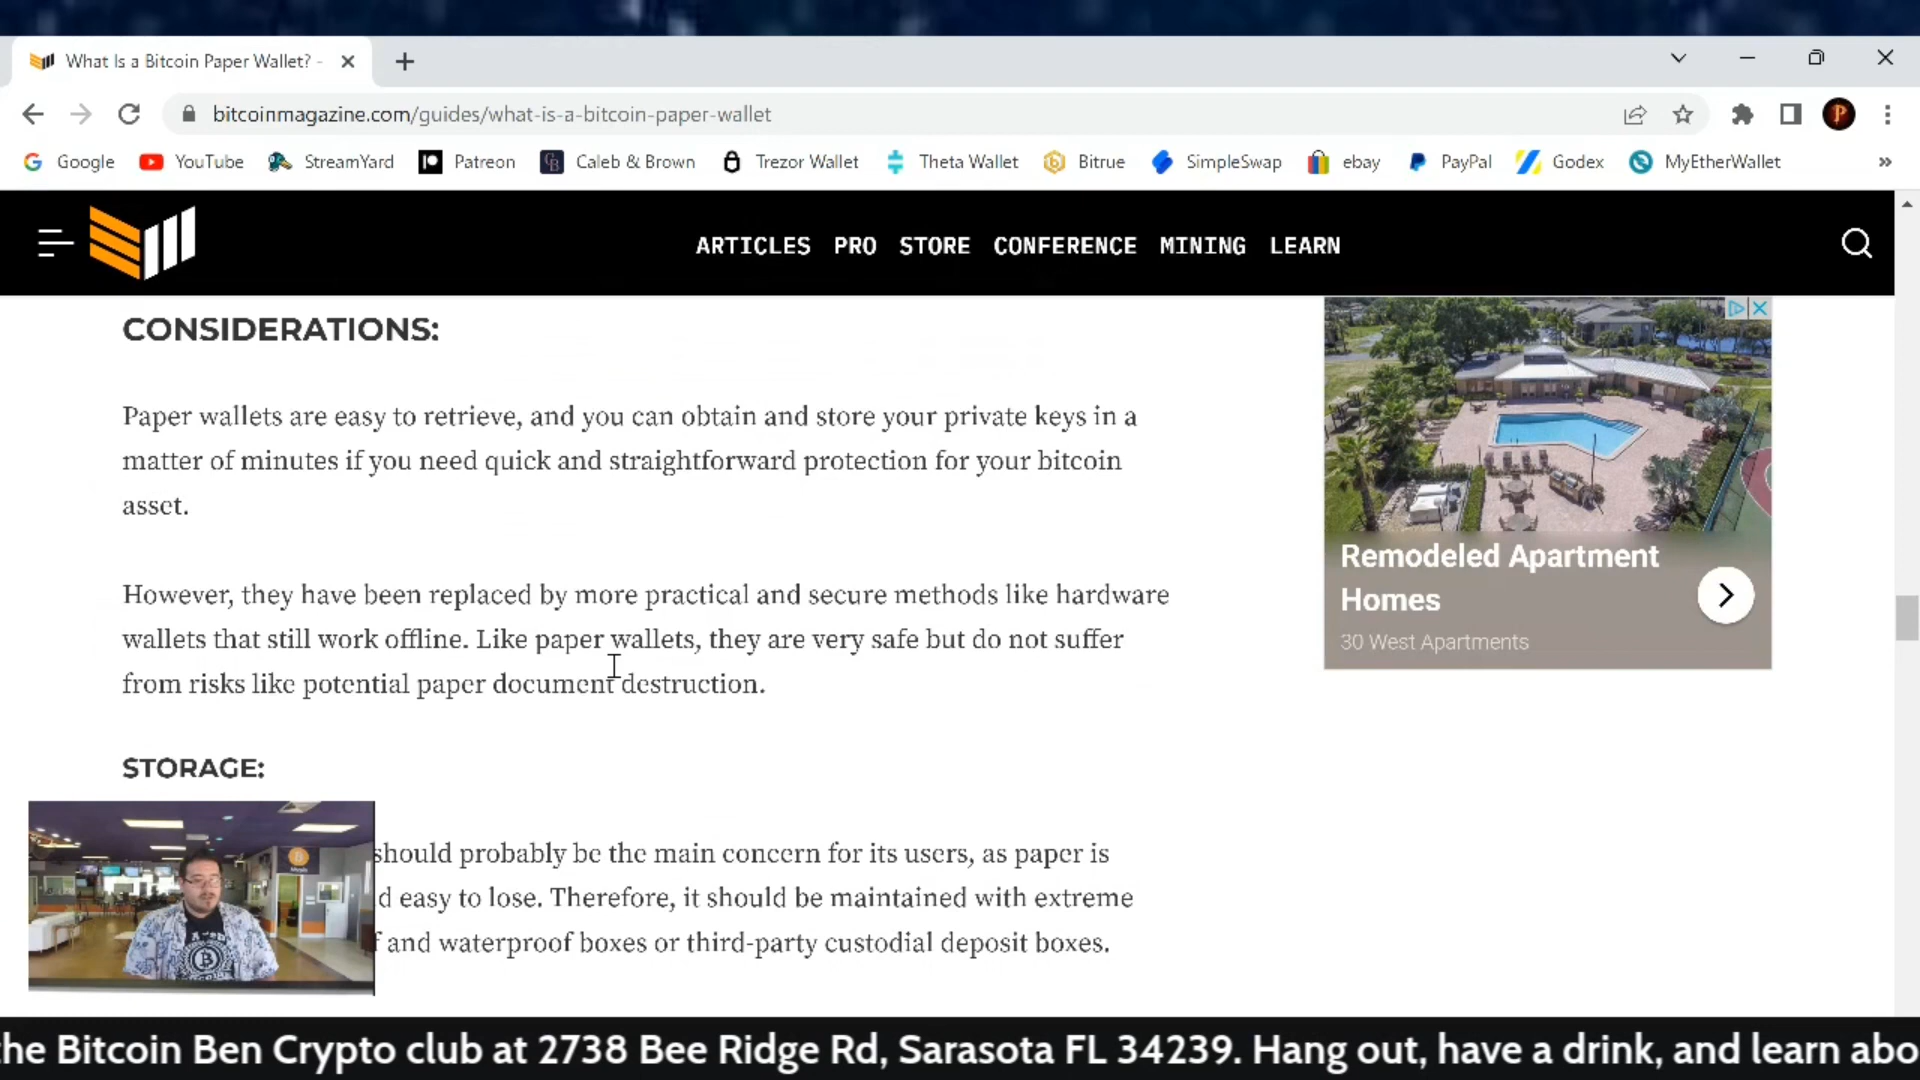 What Is a Bitcoin Paper Wallet? -
bitcoinmagazine.com/guides/what-is-a-bitcoin-paper-wallet
Google YouTube StreamYard Patreon Caleb & Brown Trezor Wallet Theta Wallet Bitrue SimpleSwap ebay PayPal Godex MyEtherWallet »
ARTICLES PRO STORE CONFERENCE MINING LEARN
CONSIDERATIONS:
Paper wallets are easy to retrieve, and you can obtain and store your private keys in a
matter of minutes if you need quick and straightforward protection for your bitcoin
asset.
However, they have been replaced by more practical and secure methods like hardware
wallets that still work offline. Like paper wallets, they are very safe but do not suffer
from risks like potential paper document destruction.
Remodeled Apartment
Homes
30 West Apartments
STORAGE:
should probably be the main concern for its users, as paper is
d easy to lose. Therefore, it should be maintained with extreme
f and waterproof boxes or third-party custodial deposit boxes.
he Bitcoin Ben Crypto club at 2738 Bee Ridge Rd, Sarasota FL 34239. Hang out, have a drink, and learn abo